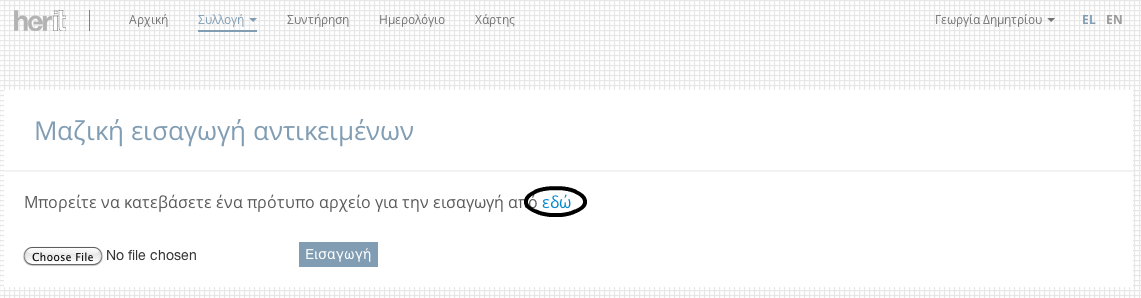 herit Αρχική Συλλογή Συντήρηση Ημερολόγιο Χάρτης Γεωργία Δημητρίου EL EN
Μαζική εισαγωγή αντικειμένων
Μπορείτε να κατεβάσετε ένα πρότυπο αρχείο για την εισαγωγή από εδώ
Choose File No file chosen Εισαγωγή